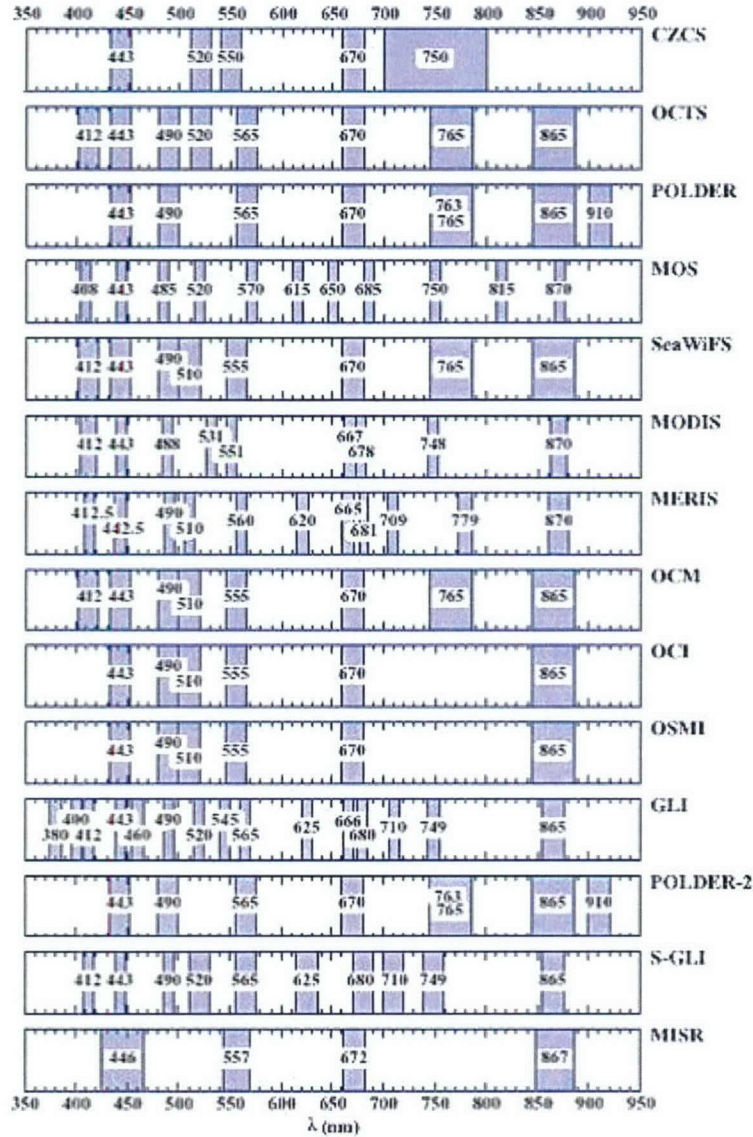 350 400 450 500 550 600 650 700 750 800 850 900 950
CZCS
443 520 550 670 750
OCTS
412 443 490 520 565 670 765 865
POLDER
443 490 565 670 763 765 865 910
MOS
408 443 485 520 570 615 650 685 750 815 870
SeaWiFS
412 443 490 510 555 670 765 865
MODIS
412 443 488 531 551 667 678 748 870
MERIS
412.5 442.5 490 510 560 620 665 681 709 779 870
OCM
412 443 490 510 555 670 765 865
OCI
443 490 510 555 670 865
OSMI
443 490 510 555 670 865
GLI
380 400 412 443 460 490 520 545 565 625 666 680 710 749 865
POLDER-2
443 490 565 670 763 765 865 910
S-GLI
412 443 490 520 565 625 680 710 749 865
MISR
446 557 672 867
350 400 450 500 550 600 650 700 750 800 850 900 950
λ (nm)